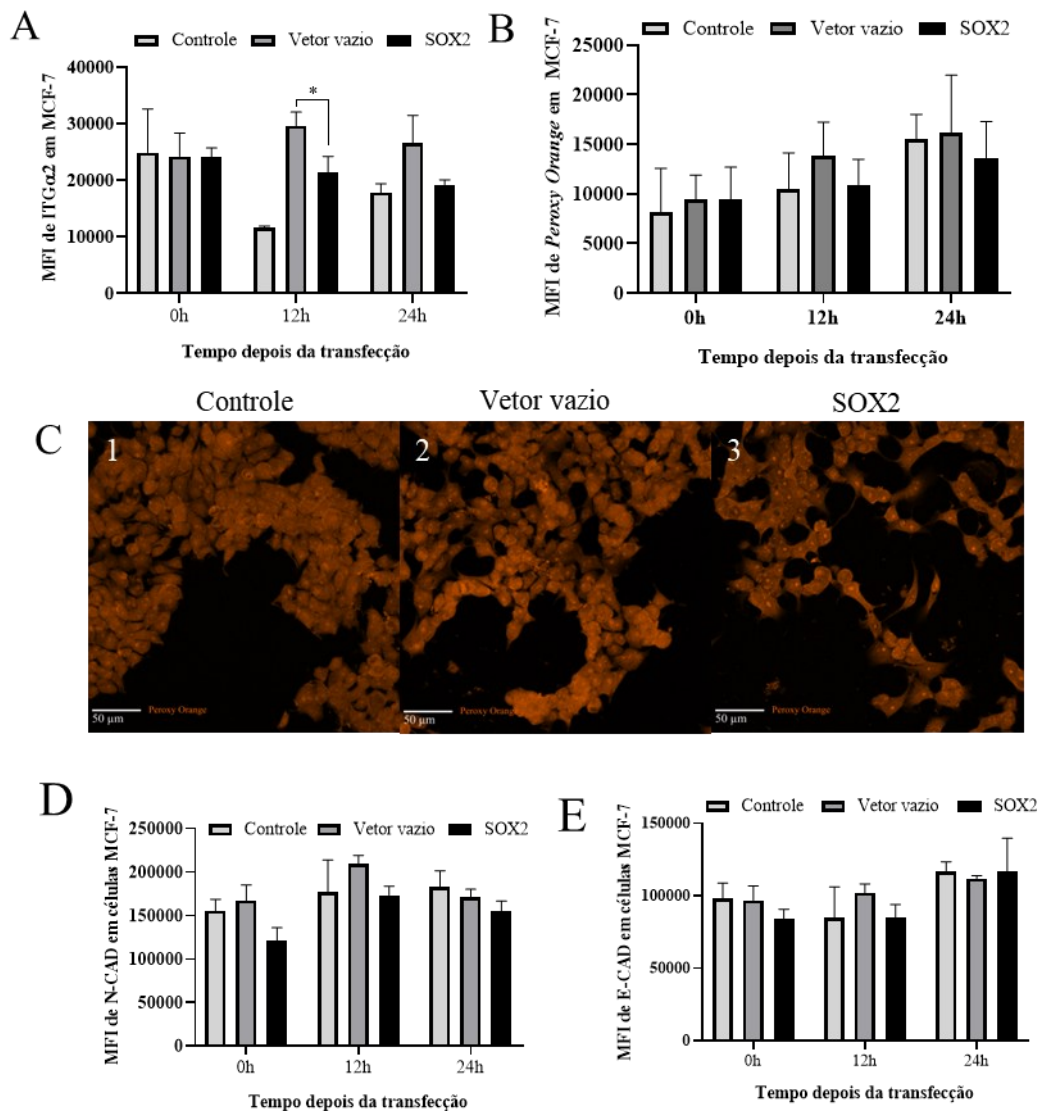 A
Controle Vetor vazio SOX2
MFI de ITGα2 em MCF-7
40000
30000
20000
10000
0
*
0h 12h 24h
Tempo depois da transfecção
B
Controle Vetor vazio SOX2
MFI de Peroxy Orange em MCF-7
25000
20000
15000
10000
5000
0
0h 12h 24h
Tempo depois da transfecção
C
Controle Vetor vazio SOX2
1 2 3
50 µm Peroxy Orange
50 µm Peroxy Orange
50 µm Peroxy Orange
D
Controle Vetor vazio SOX2
MFI de N-CAD em células MCF-7
250000
200000
150000
100000
50000
0
0h 12h 24h
Tempo depois da transfecção
E
Controle Vetor vazio SOX2
MFI de E-CAD em células MCF-7
150000
100000
50000
0
0h 12h 24h
Tempo depois da transfecção